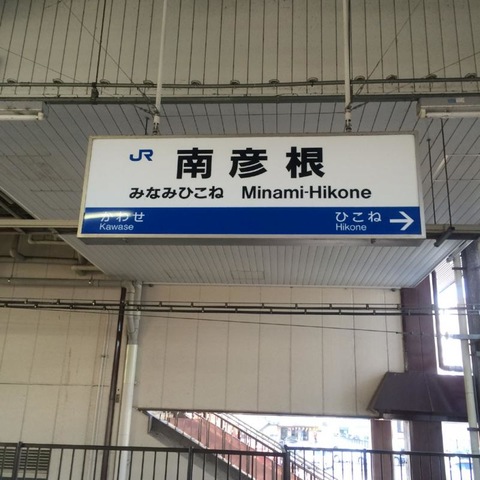 JR 南彦根
みなみひこね Minami-Hikone
かわせ ひこね →
Kawase Hikone